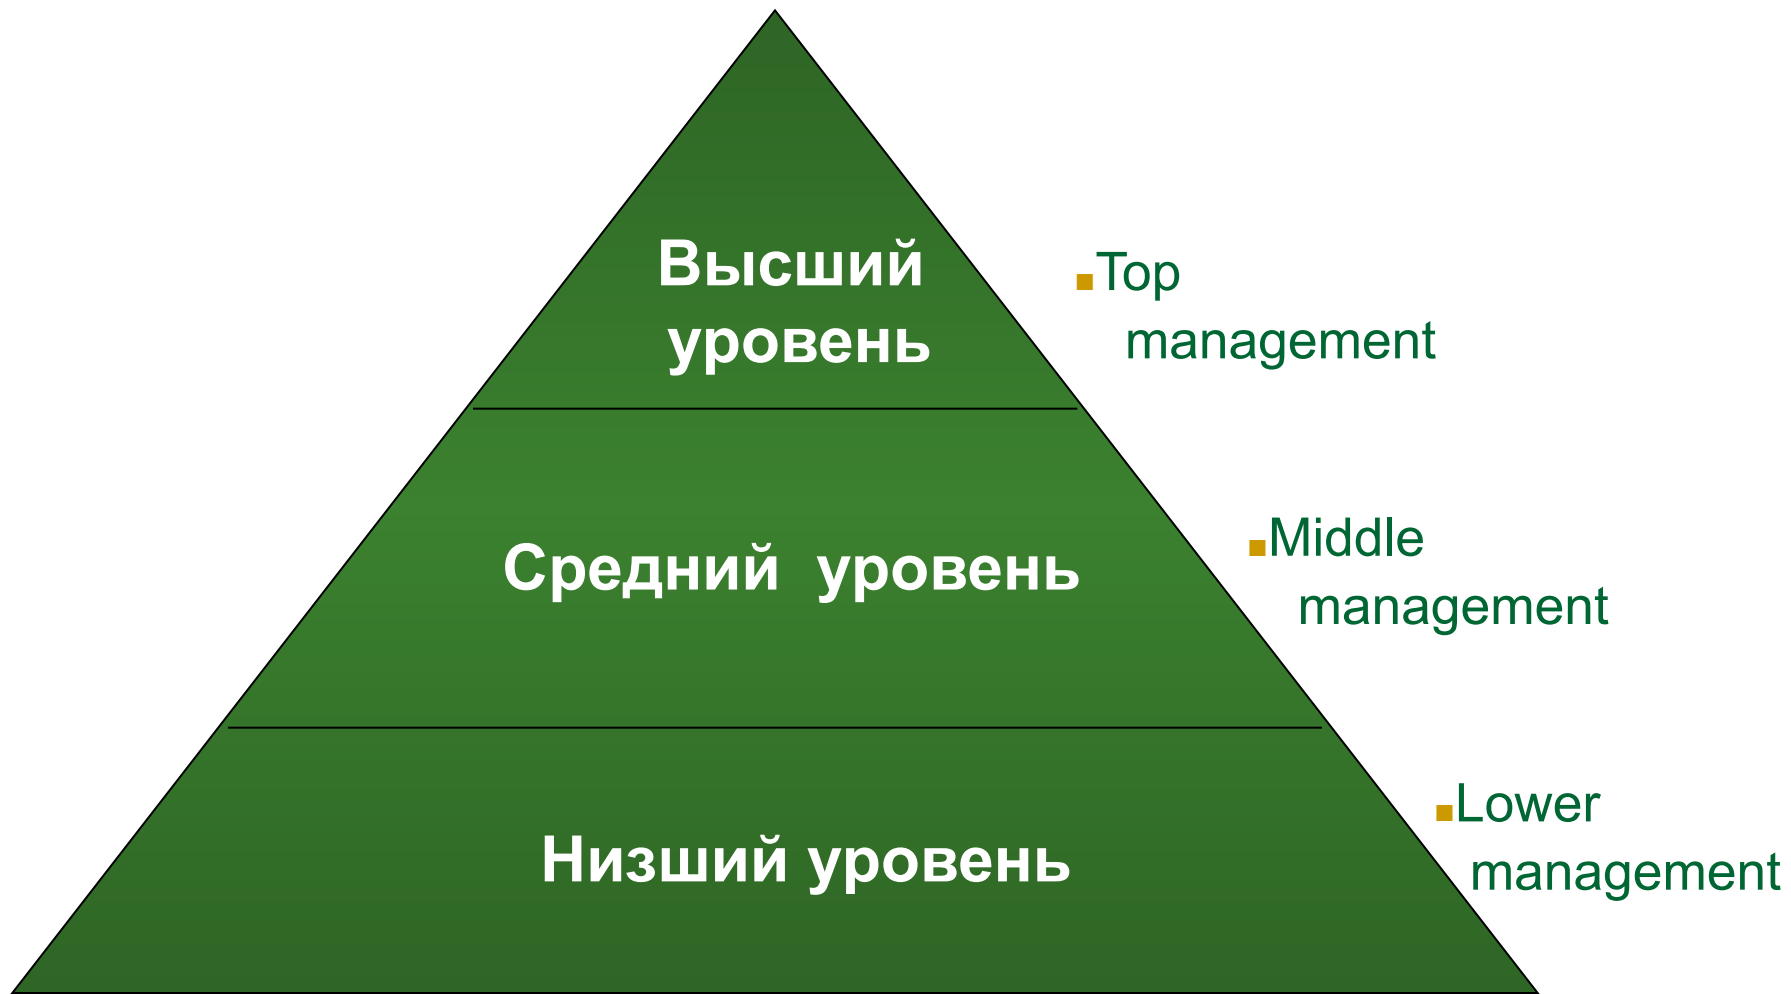 Высший
уровень
Top
management
Средний уровень
Middle
management
Низший уровень
Lower
management